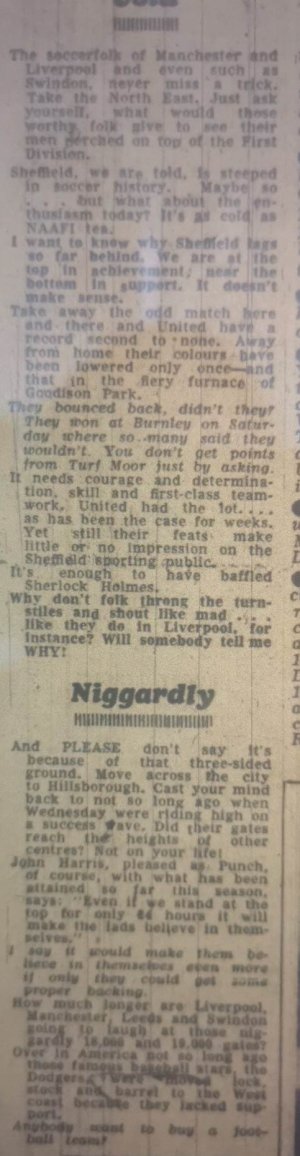 Cold
The soccerfolk of Manchester and
Liverpool and even such as
Swindon, never miss a trick.
Take the North East. Just ask
yourself, what would those
worthy folk give to see their
men perched on top of the First
Division.
Sheffield, we are told, is steeped
in soccer history. Maybe so
. . . . but what about the en-
thusiasm today? It's as cold as
NAAFI tea.
I want to know why Sheffield lags
so far behind. We are at the
top in achievement; near the
bottom in support. It doesn't
make sense.
Take away the odd match here
and there and United have a
record second to none. Away
from home their colours have
been lowered only once—and
that in the fiery furnace of
Goodison Park.
They bounced back, didn't they?
They won at Burnley on Satur-
day where so many said they
wouldn't. You don't get points
from Turf Moor just by asking.
It needs courage and determina-
tion, skill and first-class team-
work. United had the lot. . . .
as has been the case for weeks.
Yet still their feats make
little or no impression on the
Sheffield sporting public.
It's enough to have baffled
Sherlock Holmes.
Why don't folk throng the turn-
stiles and shout like mad . . .
like they do in Liverpool, for
instance? Will somebody tell me
WHY!
Niggardly
And PLEASE don't say it's
because of that three-sided
ground. Move across the city
to Hillsborough. Cast your mind
back to not so long ago when
Wednesday were riding high on
a success wave. Did their gates
reach the heights of other
centres? Not on your life!
John Harris, pleased as Punch,
of course, with what has been
attained so far this season,
says: "Even if we stand at the
top for only 24 hours it will
make the lads believe in them-
selves."
I say it would make them be-
lieve in themselves even more
if only they could get some
proper backing.
How much longer are Liverpool,
Manchester, Leeds and Swindon
going to laugh at those nig-
gardly 18,000 and 19,000 gates?
Over in America not so long ago
those famous baseball stars, the
Dodgers, were moved lock,
stock and barrel to the West
coast because they lacked sup-
port.
Anybody want to buy a foot-
ball team?